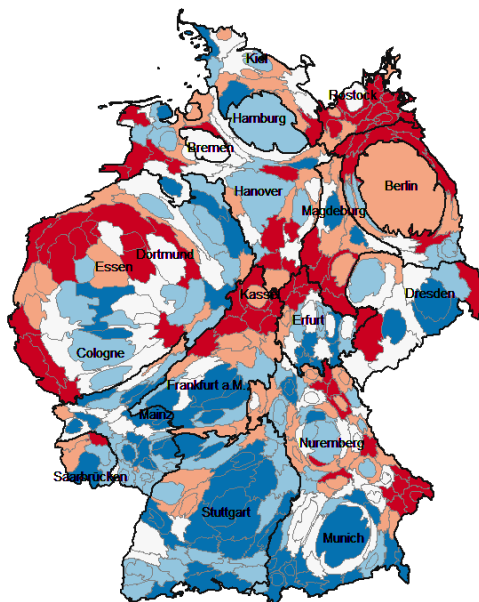 Kiel
Rostock
Hamburg
Bremen
Hanover
Magdeburg
Berlin
Dortmund
Essen
Kassel
Dresden
Erfurt
Cologne
Frankfurt a.M.
Mainz
Nuremberg
Saarbrücken
Stuttgart
Munich